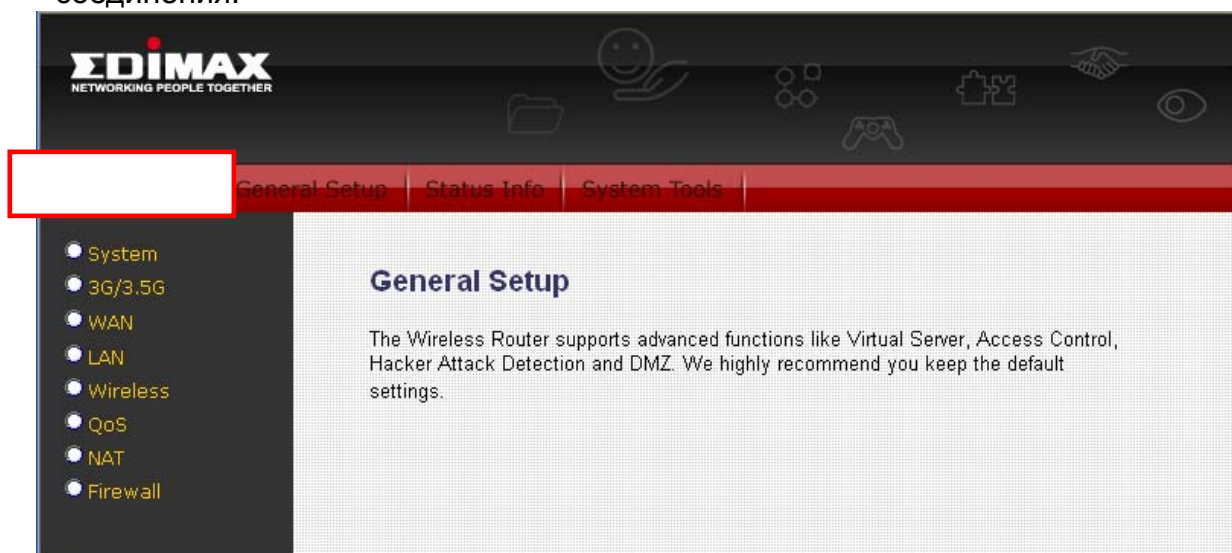 соединения.
EDIMAX
NETWORKING PEOPLE TOGETHER
General Setup Status Info System Tools
System
3G/3.5G
WAN
LAN
Wireless
QoS
NAT
Firewall
General Setup
The Wireless Router supports advanced functions like Virtual Server, Access Control,
Hacker Attack Detection and DMZ. We highly recommend you keep the default
settings.